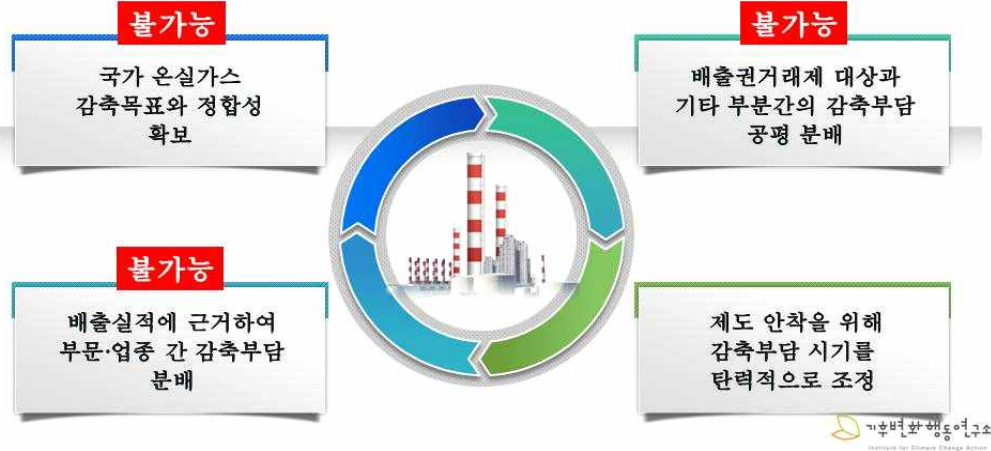 불가능
국가 온실가스
감축목표와 정합성
확보
불가능
배출권거래제 대상과
기타 부분간의 감축부담
공평 분배
불가능
배출실적에 근거하여
부문·업종 간 감축부담
분배
제도 안착을 위해
감축부담 시기를
탄력적으로 조정
기후변화행동연구소
Institute for Climate Change Action